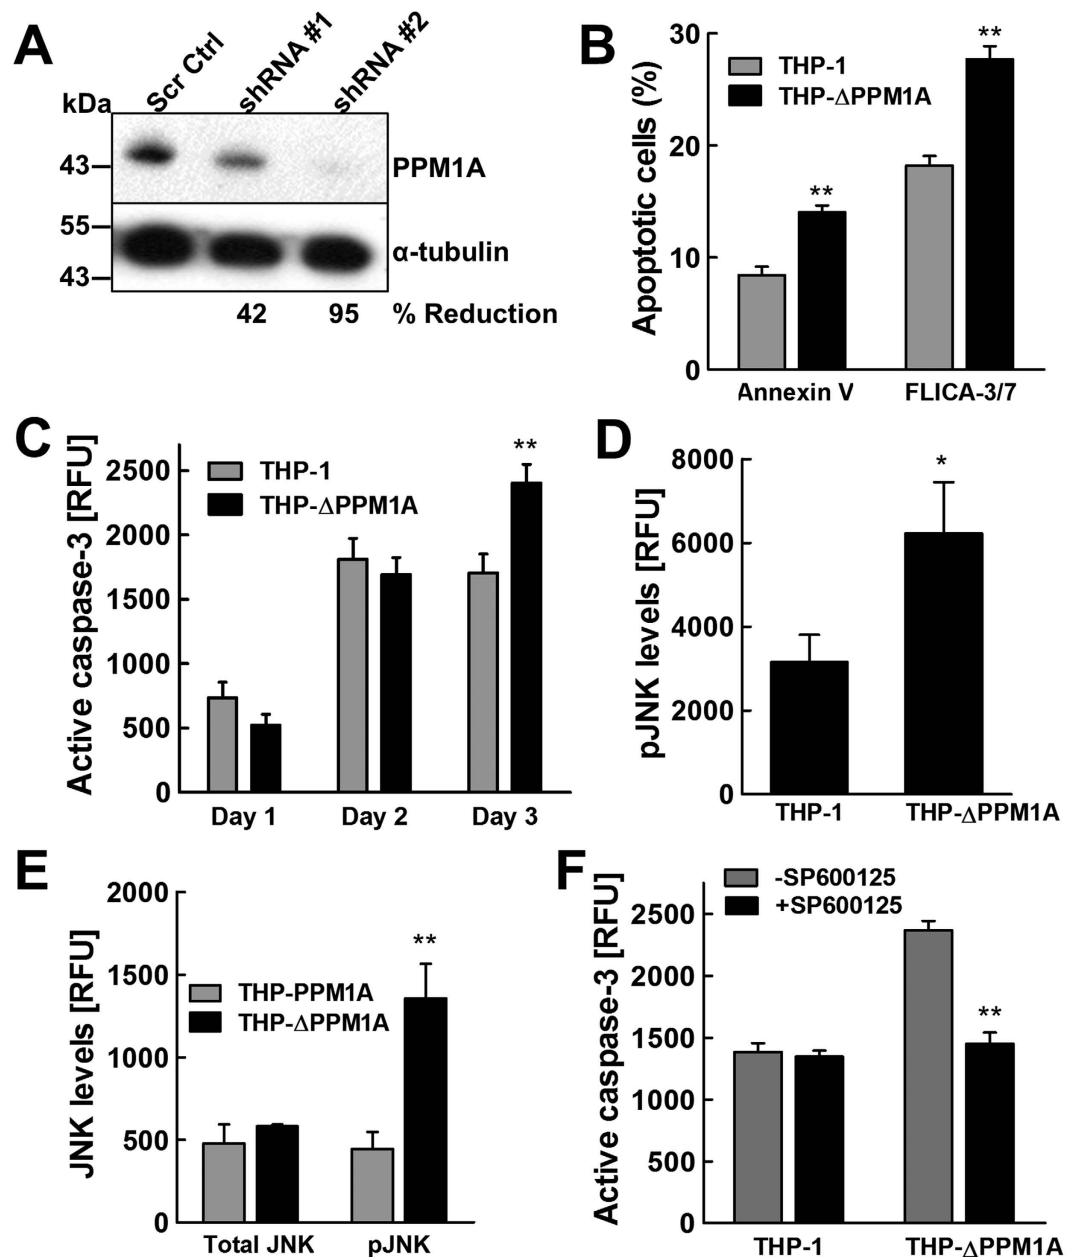 A
Scr Ctrl
shRNA #1
shRNA #2
kDa
43
PPM1A
55
α-tubulin
43
42 95 % Reduction
B
Apoptotic cells (%)
30
20
10
0
THP-1
THP-ΔPPM1A
**
**
Annexin V FLICA-3/7
C
Active caspase-3 [RFU]
2500
2000
1500
1000
500
0
THP-1
THP-ΔPPM1A
**
Day 1 Day 2 Day 3
D
pJNK levels [RFU]
8000
6000
4000
2000
0
*
THP-1 THP-ΔPPM1A
E
JNK levels [RFU]
2000
1500
1000
500
0
THP-PPM1A
THP-ΔPPM1A
**
Total JNK pJNK
F
Active caspase-3 [RFU]
2500
2000
1500
1000
500
0
-SP600125
+SP600125
**
THP-1 THP-ΔPPM1A